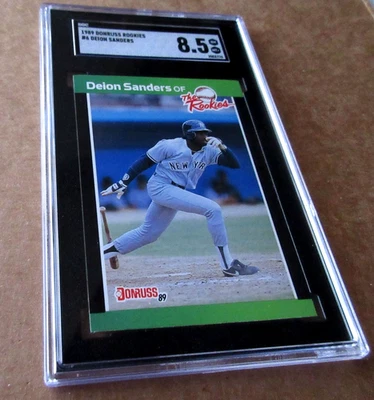 1989 DONRUSS ROOKIES
#6 DEION SANDERS
8.5
Deion Sanders OF
The
Rookies
NEW YORK
DONRUSS 89